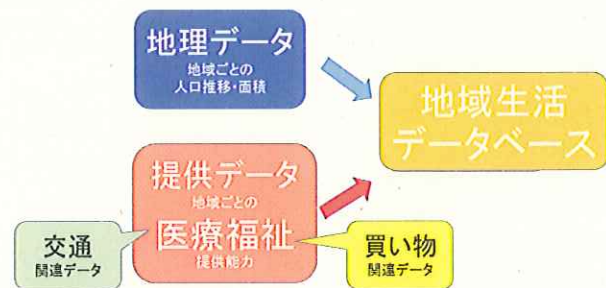 地理データ
地域ごとの
人口推移・面積
地域生活
データベース
提供データ
地域ごとの
医療福祉
提供能力
交通
関連データ
買い物
関連データ